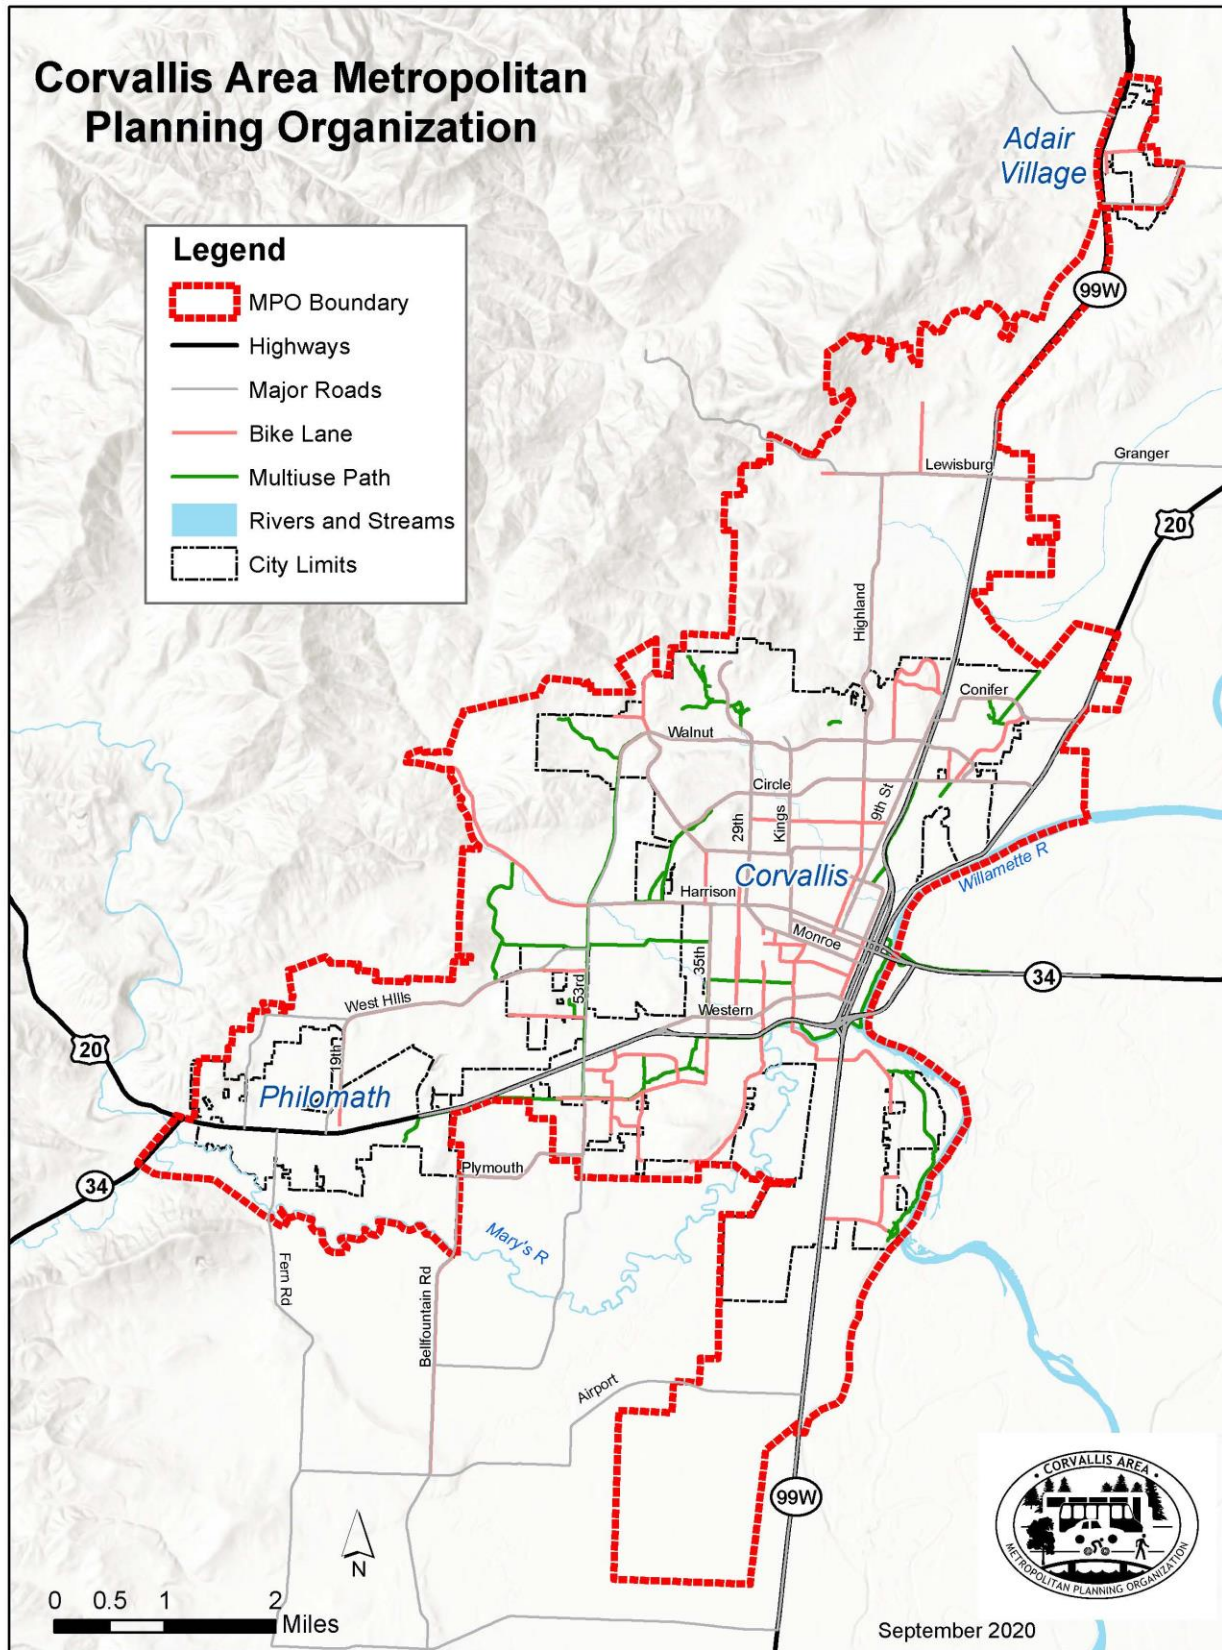 Corvallis Area Metropolitan
Planning Organization
Adair
Village
Legend
MPO Boundary
Highways
Major Roads
Bike Lane
Multiuse Path
Rivers and Streams
City Limits
99W
Lewisburg
Granger
20
Highland
Conifer
Walnut
Circle
9th St
29th
Kings
Corvallis
Willamette R
Harrison
Monroe
35th
34
53rd
West HIlls
Western
20
19th
Philomath
34
Plymouth
Mary's R
Fern Rd
Bellfountain Rd
Airport
99W
CORVALLIS AREA
METROPOLITAN PLANNING ORGANIZATION
N
0 0.5 1 2
Miles
September 2020